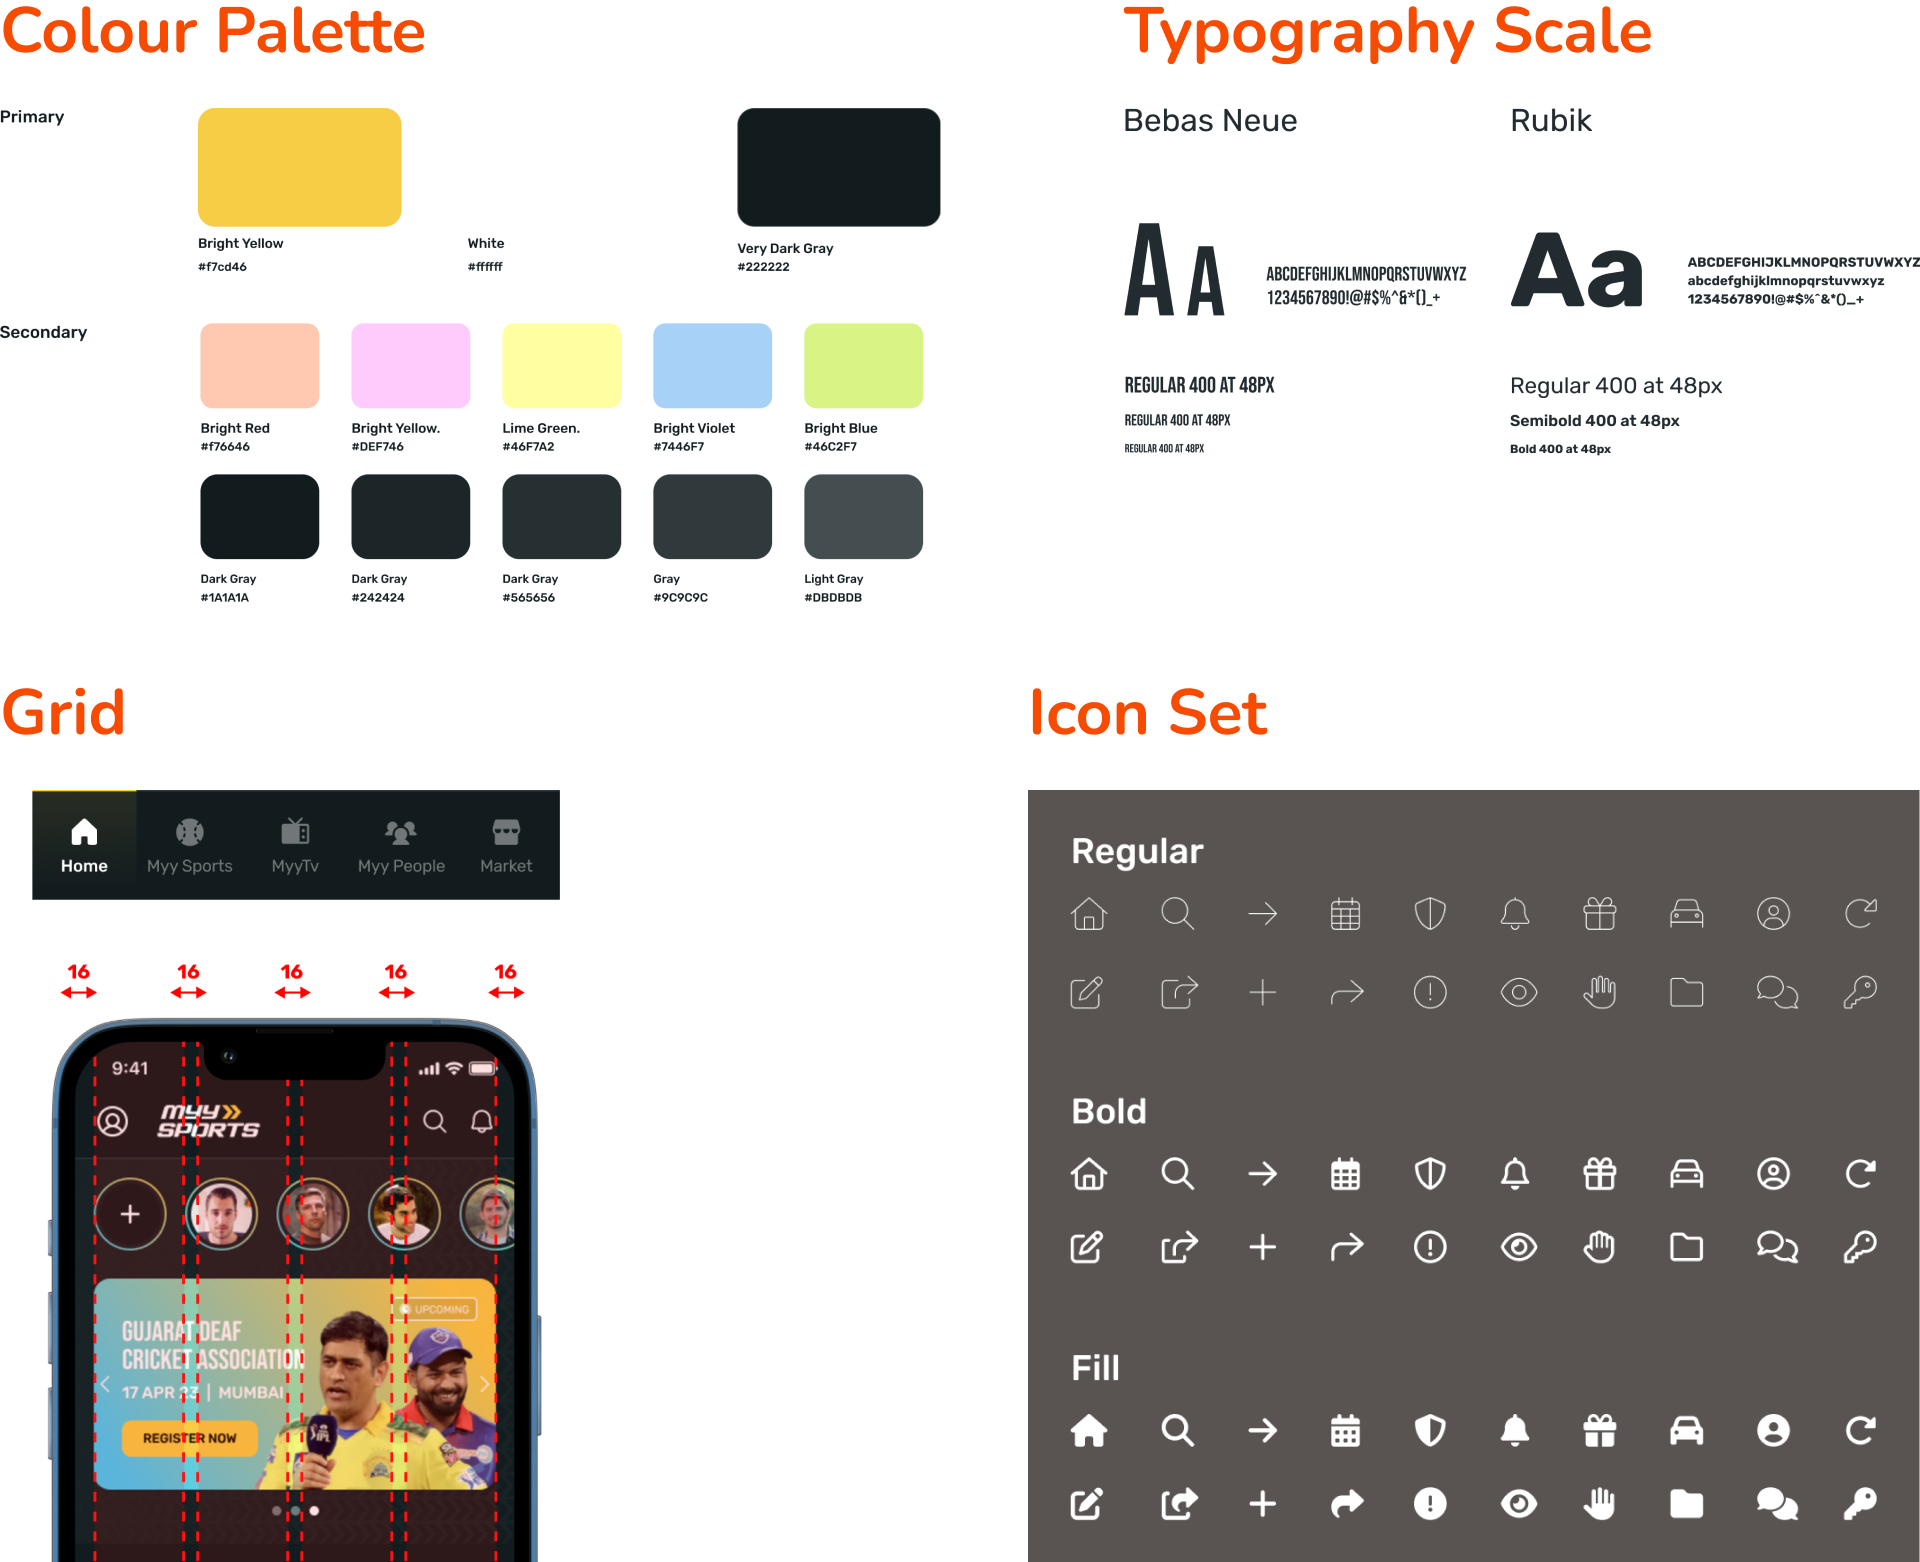 Colour Palette
Primary
Bright Yellow
#f7cd46
White
#ffffff
Very Dark Gray
#222222
Secondary
Bright Red
#f76646
Bright Yellow.
#DEF746
Lime Green.
#46F7A2
Bright Violet
#7446F7
Bright Blue
#46C2F7
Dark Gray
#1A1A1A
Dark Gray
#242424
Dark Gray
#565656
Gray
#9C9C9C
Light Gray
#DBDBDB
Typography Scale
Bebas Neue
AA
ABCDEFGHIJKLMNOPQRSTUVWXYZ
1234567890!@#$%^&*()_+
REGULAR 400 AT 48PX
REGULAR 400 AT 48PX
REGULAR 400 AT 48PX
Rubik
Aa
ABCDEFGHIJKLMNOPQRSTUVWXYZ
abcdefghijklmnopqrstuvwxyz
1234567890!@#$%^&*()_+
Regular 400 at 48px
Semibold 400 at 48px
Bold 400 at 48px
Grid
Home
Myy Sports
MyyTv
Myy People
Market
16 16 16 16 16
9:41
MYY
SPORTS
UPCOMING
GUJARAT DEAF
CRICKET ASSOCIATION
17 APR 23 | MUMBAI
REGISTER NOW
IPL
Icon Set
Regular
Bold
Fill